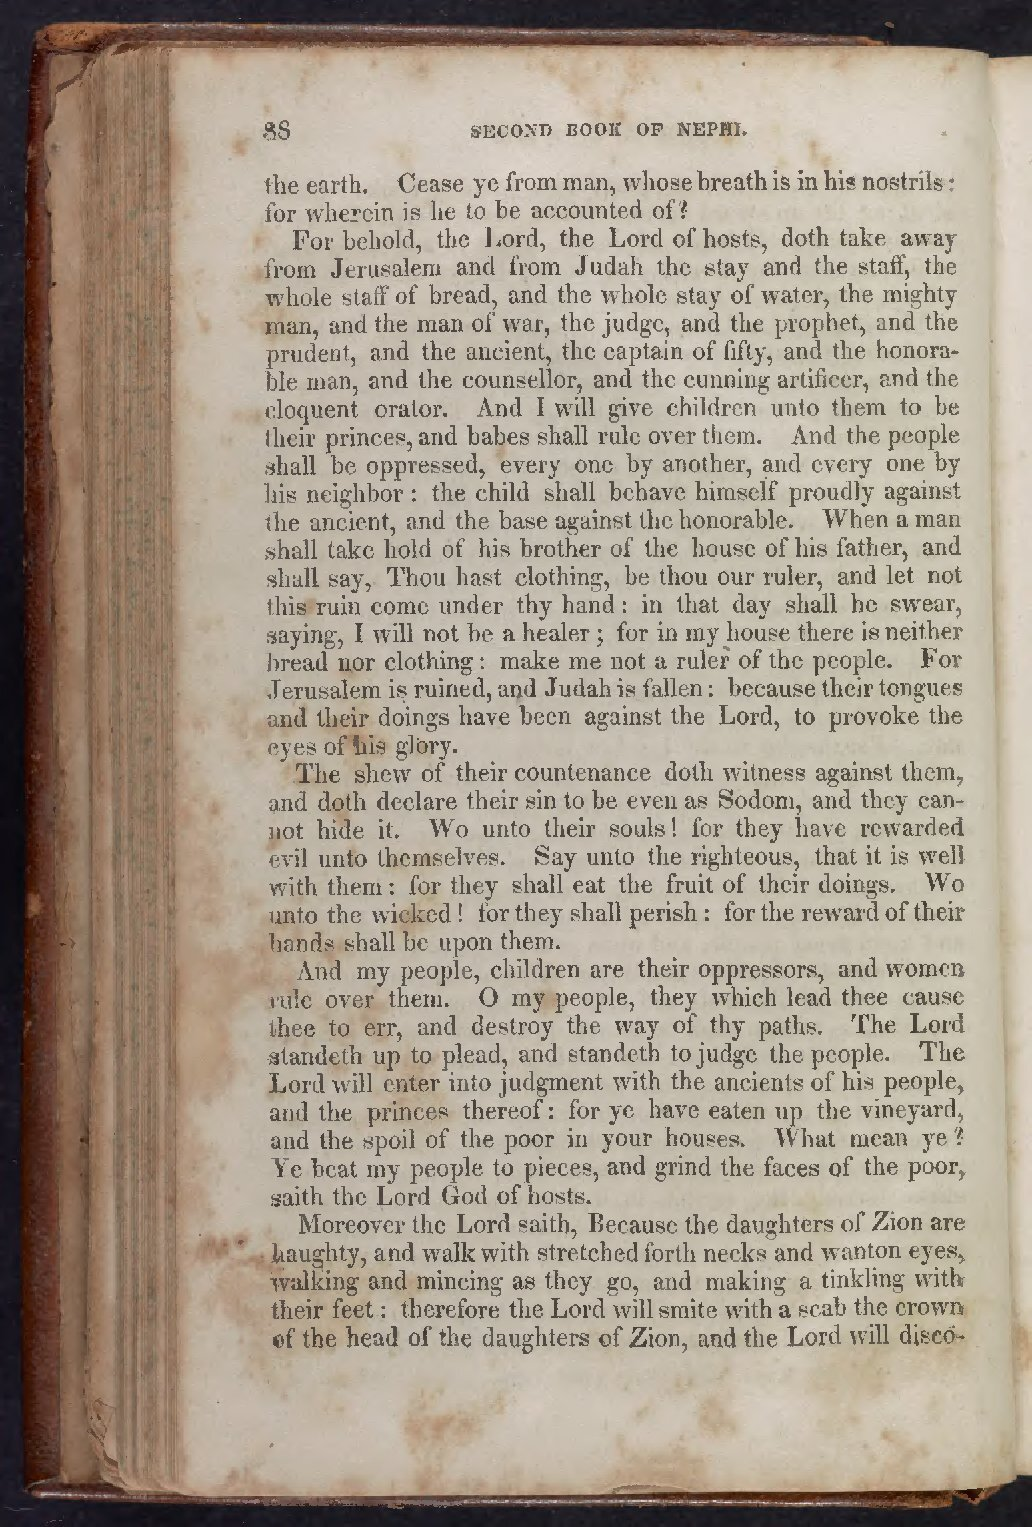 88 SECOND BOOK OF NEPHI.
the earth. Cease ye from man, whose breath is in his nostrils:
for wherein is he to be accounted of?
For behold, the Lord, the Lord of hosts, doth take away
from Jerusalem and from Judah the stay and the staff, the
whole staff of bread, and the whole stay of water, the mighty
man, and the man of war, the judge, and the prophet, and the
prudent, and the ancient, the captain of fifty, and the honora-
ble man, and the counsellor, and the cunning artificer, and the
eloquent orator. And I will give children unto them to be
their princes, and babes shall rule over them. And the people
shall be oppressed, every one by another, and every one by
his neighbor: the child shall behave himself proudly against
the ancient, and the base against the honorable. When a man
shall take hold of his brother of the house of his father, and
shall say, Thou hast clothing, be thou our ruler, and let not
this ruin come under thy hand: in that day shall he swear,
saying, I will not be a healer; for in my house there is neither
bread nor clothing: make me not a ruler of the people. For
Jerusalem is ruined, and Judah is fallen: because their tongues
and their doings have been against the Lord, to provoke the
eyes of his glory.
The shew of their countenance doth witness against them,
and doth declare their sin to be even as Sodom, and they can-
not hide it. Wo unto their souls! for they have rewarded
evil unto themselves. Say unto the righteous, that it is well
with them: for they shall eat the fruit of their doings. Wo
unto the wicked! for they shall perish: for the reward of their
hands shall be upon them.
And my people, children are their oppressors, and women
rule over them. O my people, they which lead thee cause
thee to err, and destroy the way of thy paths. The Lord
standeth up to plead, and standeth to judge the people. The
Lord will enter into judgment with the ancients of his people,
and the princes thereof: for ye have eaten up the vineyard,
and the spoil of the poor in your houses. What mean ye?
Ye beat my people to pieces, and grind the faces of the poor,
saith the Lord God of hosts.
Moreover the Lord saith, Because the daughters of Zion are
haughty, and walk with stretched forth necks and wanton eyes,
walking and mincing as they go, and making a tinkling with
their feet: therefore the Lord will smite with a scab the crown
of the head of the daughters of Zion, and the Lord will disco-